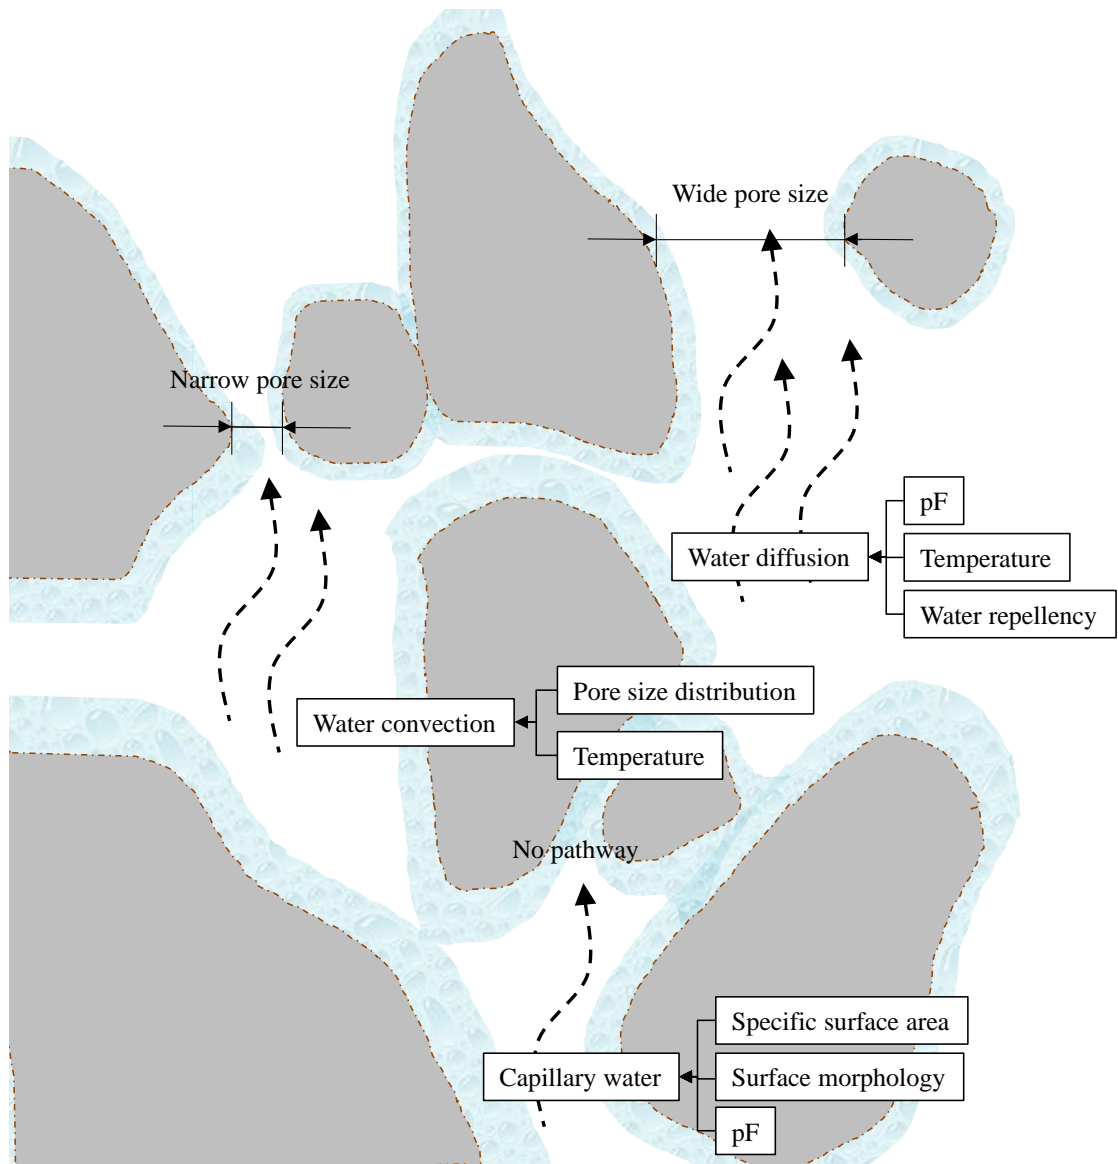 Wide pore size
Narrow pore size
pF
Water diffusion
Temperature
Water repellency
Pore size distribution
Water convection
Temperature
No pathway
Specific surface area
Capillary water
Surface morphology
pF